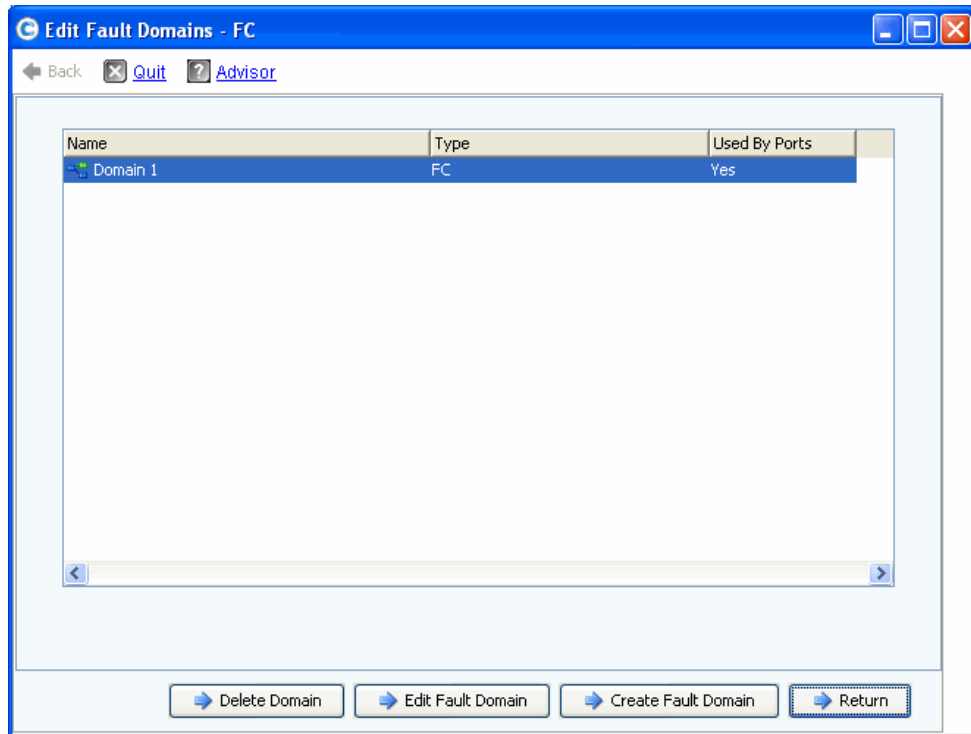 Edit Fault Domains - FC
Back Quit Advisor
Name Type Used By Ports
Domain 1 FC Yes
Delete Domain Edit Fault Domain Create Fault Domain Return